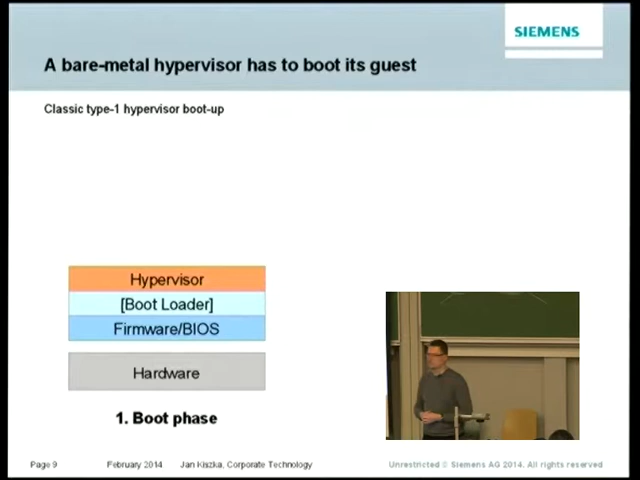 SIEMENS
A bare-metal hypervisor has to boot its guest
Classic type-1 hypervisor boot-up
Hypervisor
[Boot Loader]
Firmware/BIOS
Hardware
1. Boot phase
Page 9 February 2014 Jan Kiszka, Corporate Technology Unrestricted © Siemens AG 2014. All rights reserved